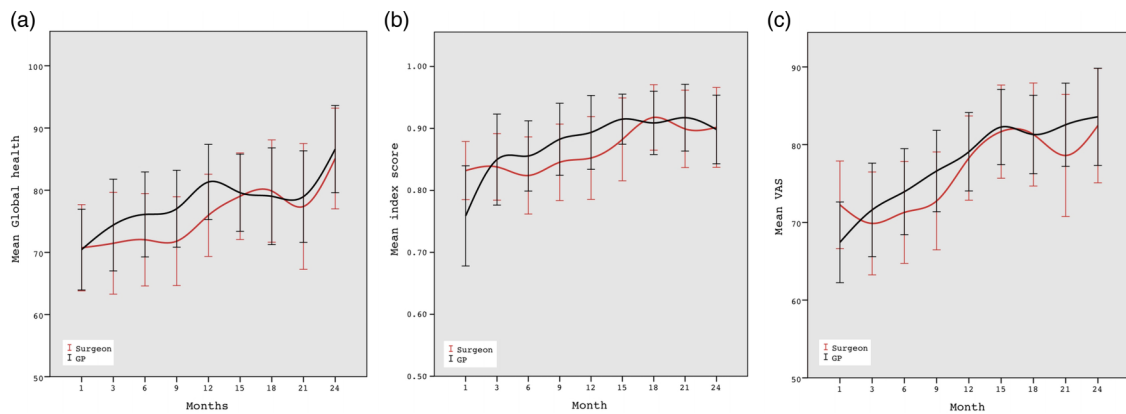 (a)
Mean Global health
100
90
80
70
60
50
Surgeon
GP
1 3 6 9 12 15 18 21 24
Months
(b)
Mean index score
1.00
0.90
0.80
0.70
0.60
0.50
Surgeon
GP
1 3 6 9 12 15 18 21 24
Month
(c)
Mean VAS
90
80
70
60
50
Surgeon
GP
1 3 6 9 12 15 18 21 24
Month